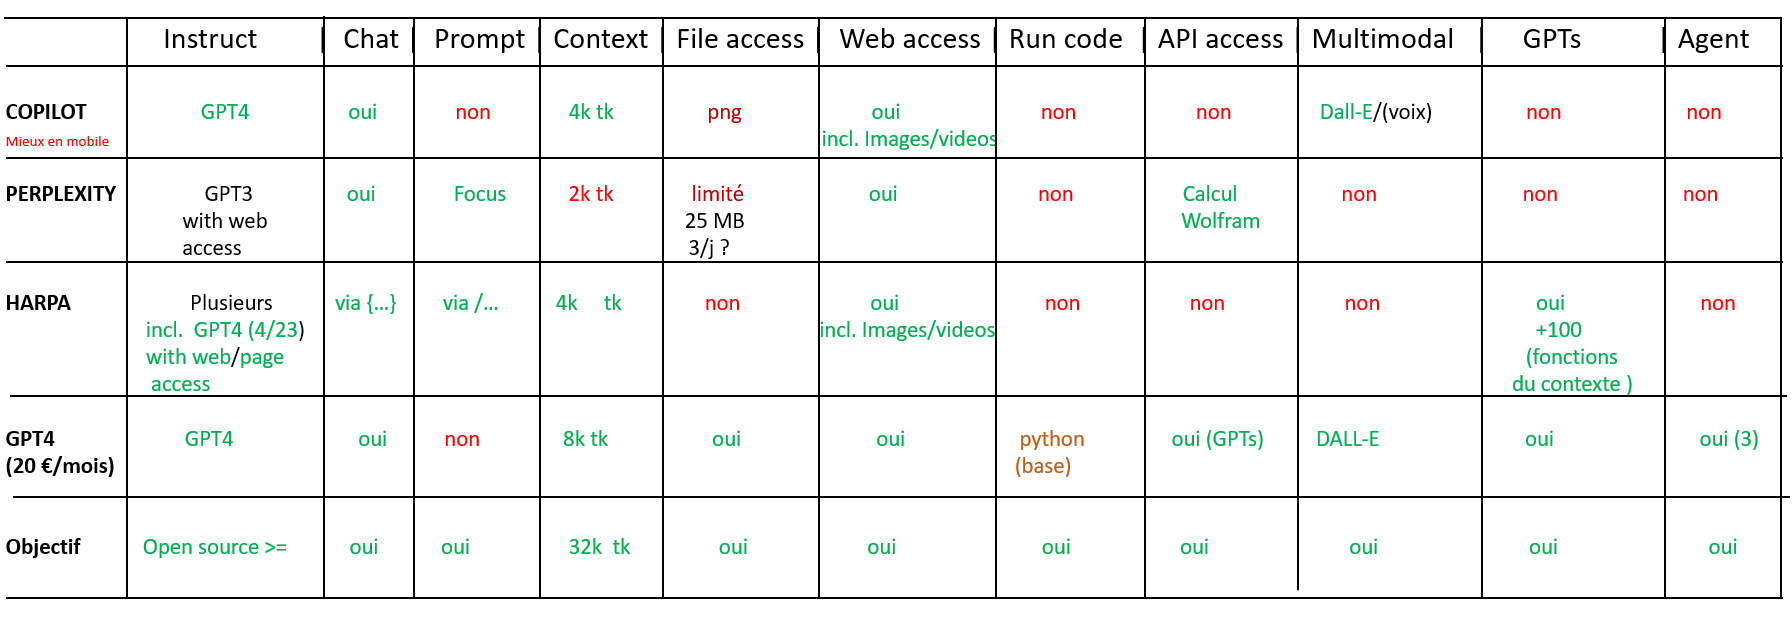 Instruct Chat Prompt Context File access Web access Run code API access Multimodal GPTs Agent
COPILOT GPT4 oui non 4k tk png oui non non Dall-E/(voix) non non
Mieux en mobile incl. Images/videos
PERPLEXITY GPT3 oui Focus 2k tk limité oui non Calcul non non non
with web 25 MB Wolfram
access 3/j ?
HARPA Plusieurs via {...} via /... 4k tk non oui non non non oui non
incl. GPT4 (4/23) incl. Images/videos +100
with web/page (fonctions
access du contexte )
GPT4 GPT4 oui non 8k tk oui oui python oui (GPTs) DALL-E oui oui (3)
(20 €/mois) (base)
Objectif Open source >= oui oui 32k tk oui oui oui oui oui oui oui